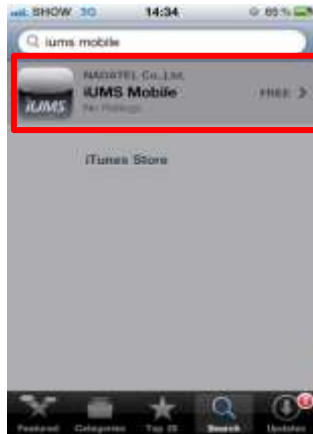 SHOW 3G 14:34 65 %
iums mobile
NADATEL Co.,Ltd.
iUMS
iUMS Mobile
FREE
No Ratings
iTunes Store
Featured Categories Top 25 Search Updates